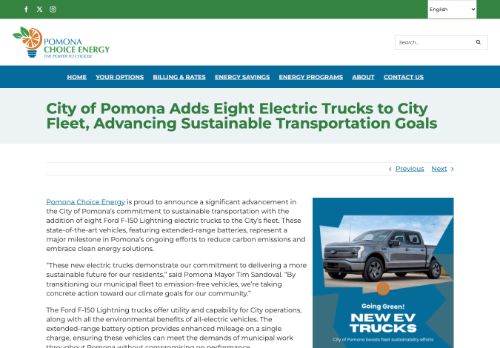 English
POMONA
CHOICE ENERGY
THE POWER TO CHOOSE
Search...
HOME YOUR OPTIONS BILLING & RATES ENERGY SAVINGS ENERGY PROGRAMS ABOUT CONTACT US
City of Pomona Adds Eight Electric Trucks to City
Fleet, Advancing Sustainable Transportation Goals
Previous Next
Pomona Choice Energy is proud to announce a significant advancement in
the City of Pomona's commitment to sustainable transportation with the
addition of eight Ford F-150 Lightning electric trucks to the City's fleet. These
state-of-the-art vehicles, featuring extended-range batteries, represent a
major milestone in Pomona's ongoing efforts to reduce carbon emissions and
embrace clean energy solutions.
"These new electric trucks demonstrate our commitment to delivering a more
sustainable future for our residents," said Pomona Mayor Tim Sandoval. "By
transitioning our municipal fleet to emission-free vehicles, we're taking
concrete action toward our climate goals for our community."
The Ford F-150 Lightning trucks offer utility and capability for City operations,
along with all the environmental benefits of all-electric vehicles. The
extended-range battery option provides enhanced mileage on a single
charge, ensuring these vehicles can meet the demands of municipal work
throughout Pomona without compromising on performance.
Going Green!
NEW EV
TRUCKS
City of Pomona boosts fleet sustainability efforts